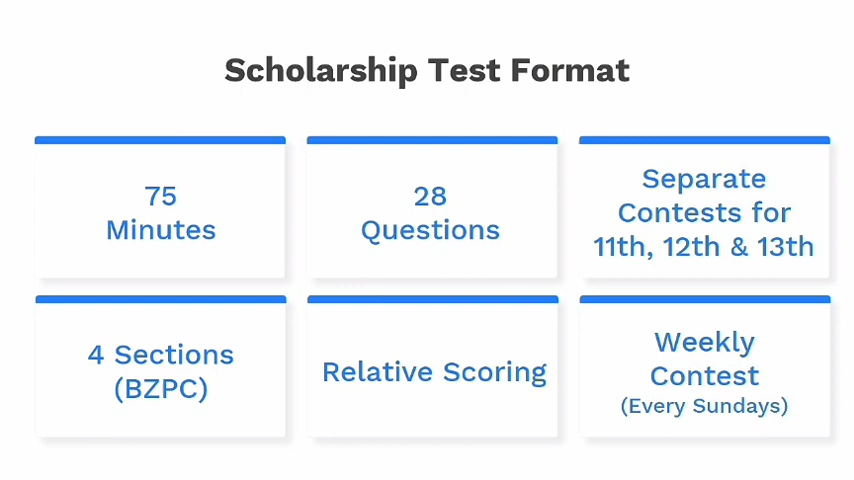 Scholarship Test Format
75
Minutes
28
Questions
Separate
Contests for
11th, 12th & 13th
4 Sections
(BZPC)
Relative Scoring
Weekly
Contest
(Every Sundays)